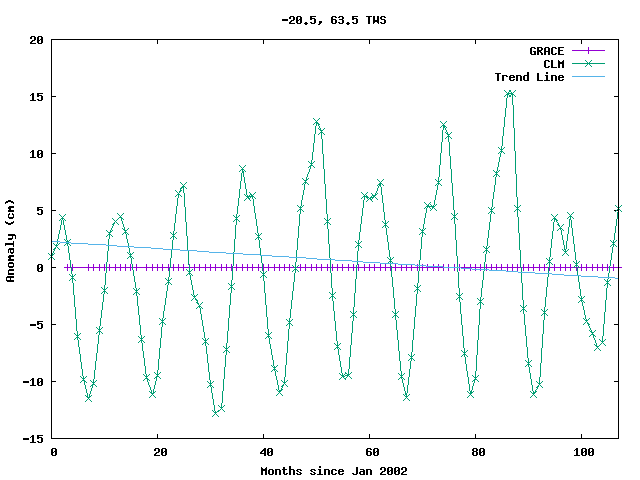 -20.5, 63.5 TWS
20
15
10
5
0
-5
-10
-15
0 20 40 60 80 100
Anomaly (cm)
Months since Jan 2002
GRACE
CLM
Trend Line